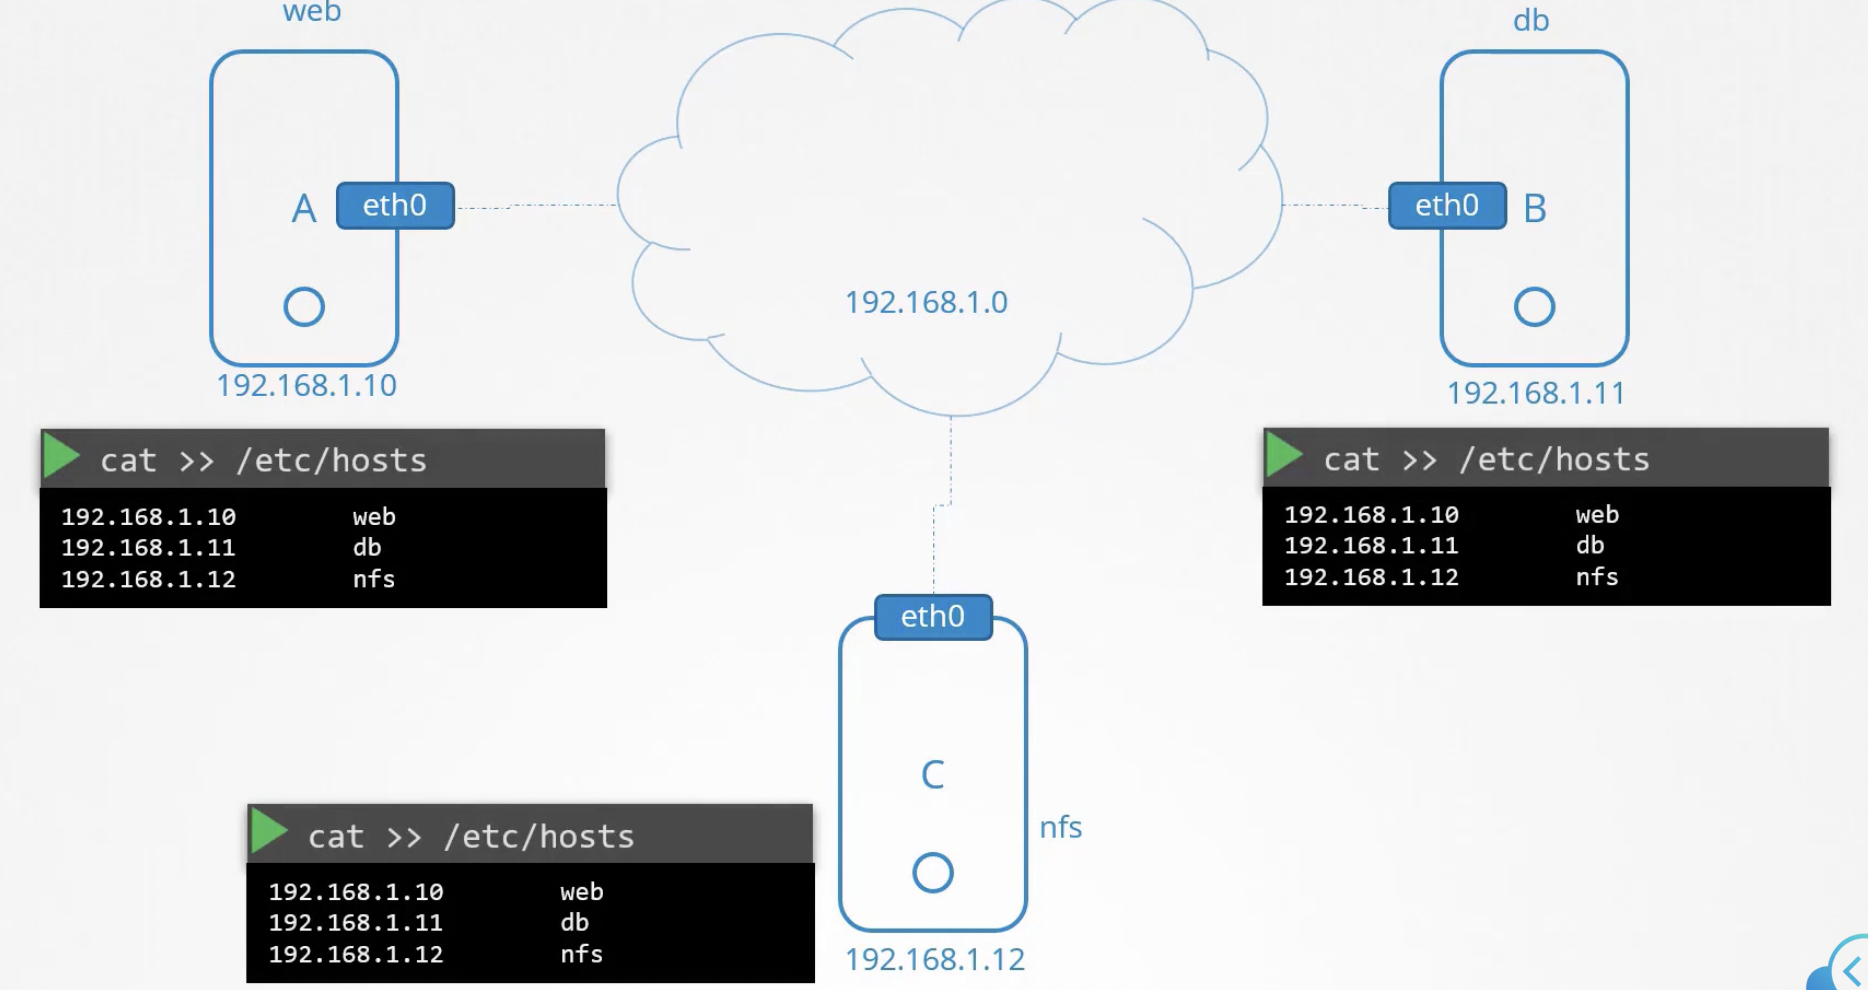 web
db
A
eth0
eth0
B
192.168.1.0
192.168.1.10
192.168.1.11
cat >> /etc/hosts
192.168.1.10 web
192.168.1.11 db
192.168.1.12 nfs
cat >> /etc/hosts
192.168.1.10 web
192.168.1.11 db
192.168.1.12 nfs
eth0
C
nfs
192.168.1.12
cat >> /etc/hosts
192.168.1.10 web
192.168.1.11 db
192.168.1.12 nfs